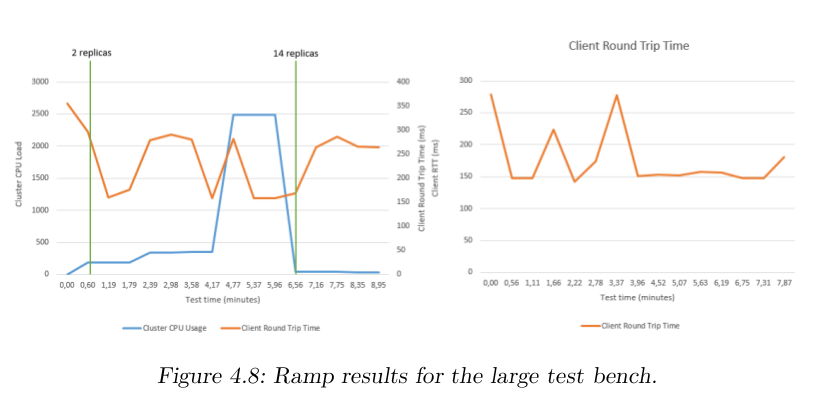 2 replicas
14 replicas
3000
2500
2000
1500
1000
500
0
400
350
300
250
200
150
100
50
0
Cluster CPU Load
Client Round Trip Time (ms)
0,00 0,60 1,19 1,79 2,39 2,98 3,58 4,17 4,77 5,37 5,96 6,56 7,16 7,75 8,35 8,95
Test time (minutes)
Cluster CPU Usage Client Round Trip Time
Client Round Trip Time
300
250
200
150
100
50
0
Client RTT (ms)
0,00 0,56 1,11 1,66 2,22 2,78 3,37 3,96 4,52 5,07 5,63 6,19 6,75 7,31 7,87
Test time (minutes)
Client Round Trip Time
Figure 4.8: Ramp results for the large test bench.